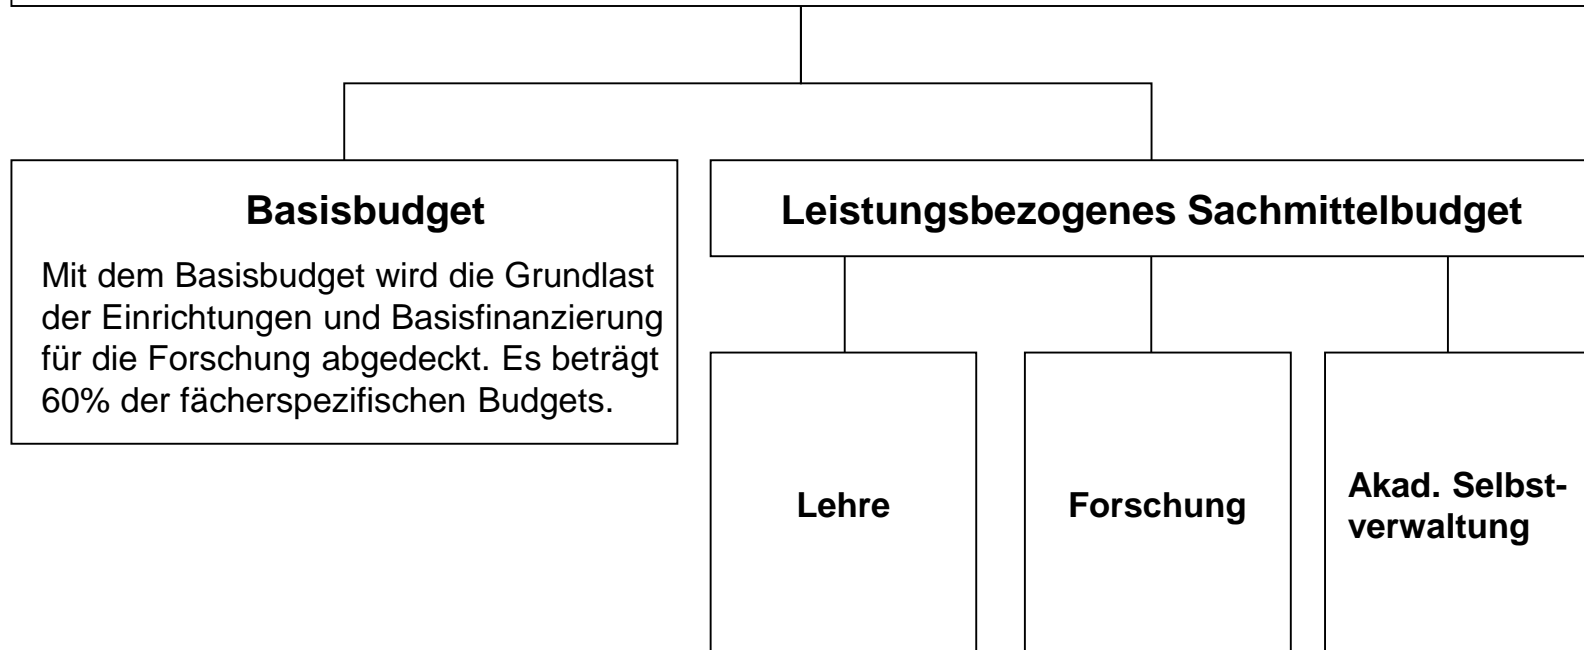 Basisbudget
Mit dem Basisbudget wird die Grundlast
der Einrichtungen und Basisfinanzierung
für die Forschung abgedeckt. Es beträgt
60% der fächerspezifischen Budgets.
Leistungsbezogenes Sachmittelbudget
Lehre
Forschung
Akad. Selbst-
verwaltung